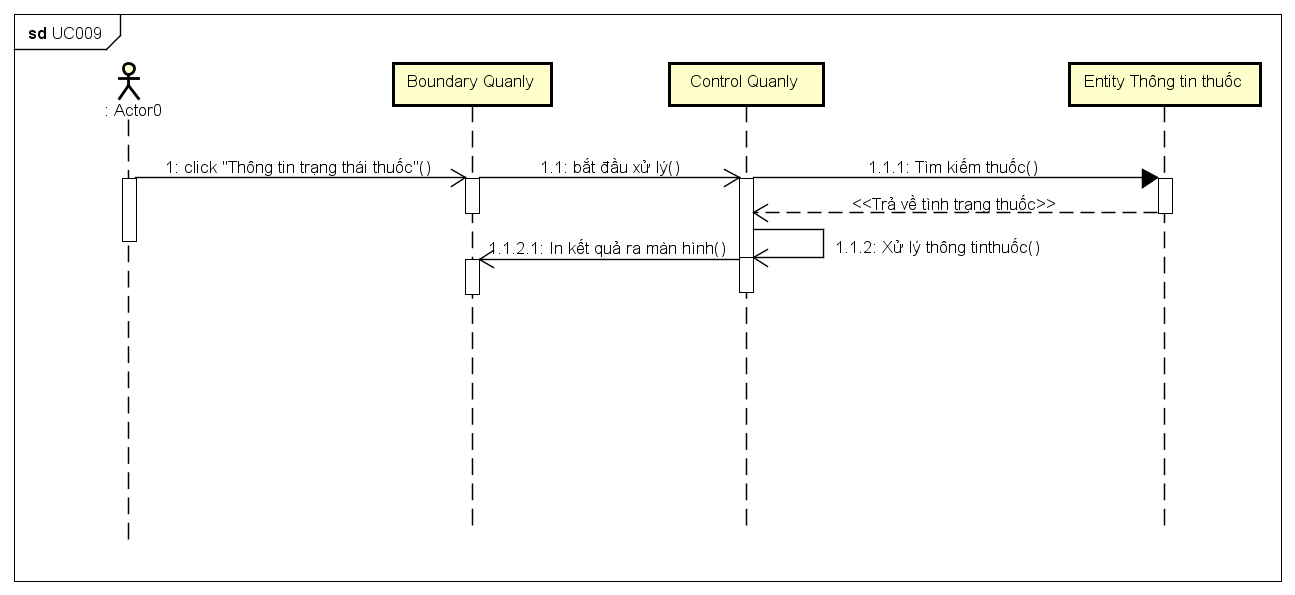 sd UC009
: Actor0
Boundary Quanly
Control Quanly
Entity Thông tin thuốc
1: click "Thông tin trạng thái thuốc"()
1.1: bắt đầu xử lý()
1.1.1: Tìm kiếm thuốc()
<<Trả về tình trạng thuốc>>
1.1.2.1: In kết quả ra màn hình()
1.1.2: Xử lý thông tinthuốc()